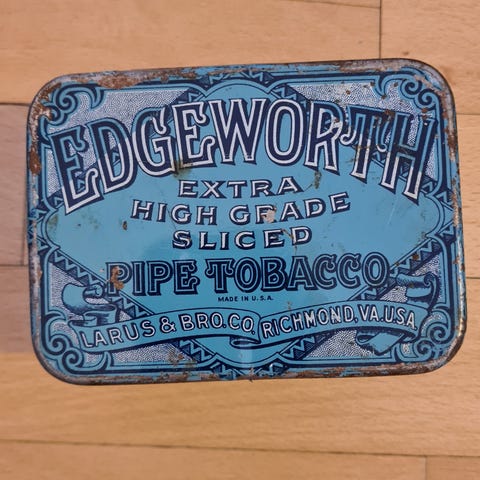 EDGEWORTH
EXTRA
HIGH GRADE
SLICED
PIPE TOBACCO
MADE IN U.S.A.
LARUS & BRO. CO. RICHMOND, VA. U.S.A.